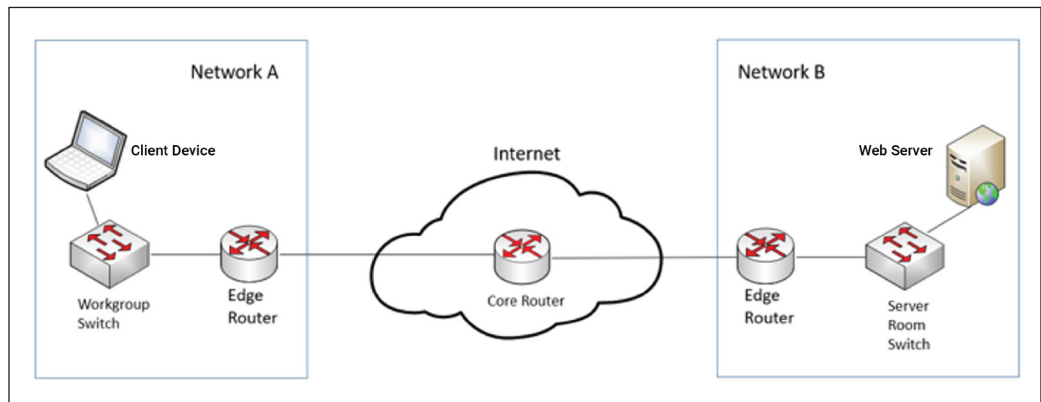 Network A
Network B
Client Device
Web Server
Internet
Workgroup
Switch
Edge
Router
Core Router
Edge
Router
Server
Room
Switch